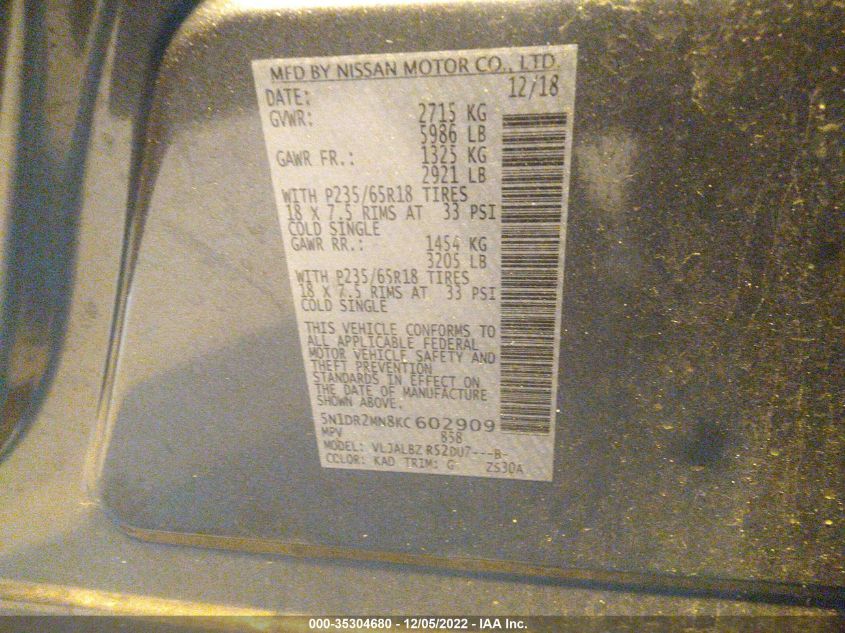 MFD BY NISSAN MOTOR CO., LTD.
DATE: 12/18
GVWR: 2715 KG
5986 LB
GAWR FR.: 1325 KG
2921 LB
WITH P235/65R18 TIRES
18 X 7.5 RIMS AT 33 PSI
COLD SINGLE
GAWR RR.: 1454 KG
3205 LB
WITH P235/65R18 TIRES
18 X 7.5 RIMS AT 33 PSI
COLD SINGLE
THIS VEHICLE CONFORMS TO
ALL APPLICABLE FEDERAL
MOTOR VEHICLE SAFETY AND
THEFT PREVENTION
STANDARDS IN EFFECT ON
THE DATE OF MANUFACTURE
SHOWN ABOVE.
5N1DR2MN8KC602909
MPV 858
MODEL: VLJALBZ R52DU7---B-
COLOR: KAD TRIM: G ZS30A
000-35304680 - 12/05/2022 - IAA Inc.